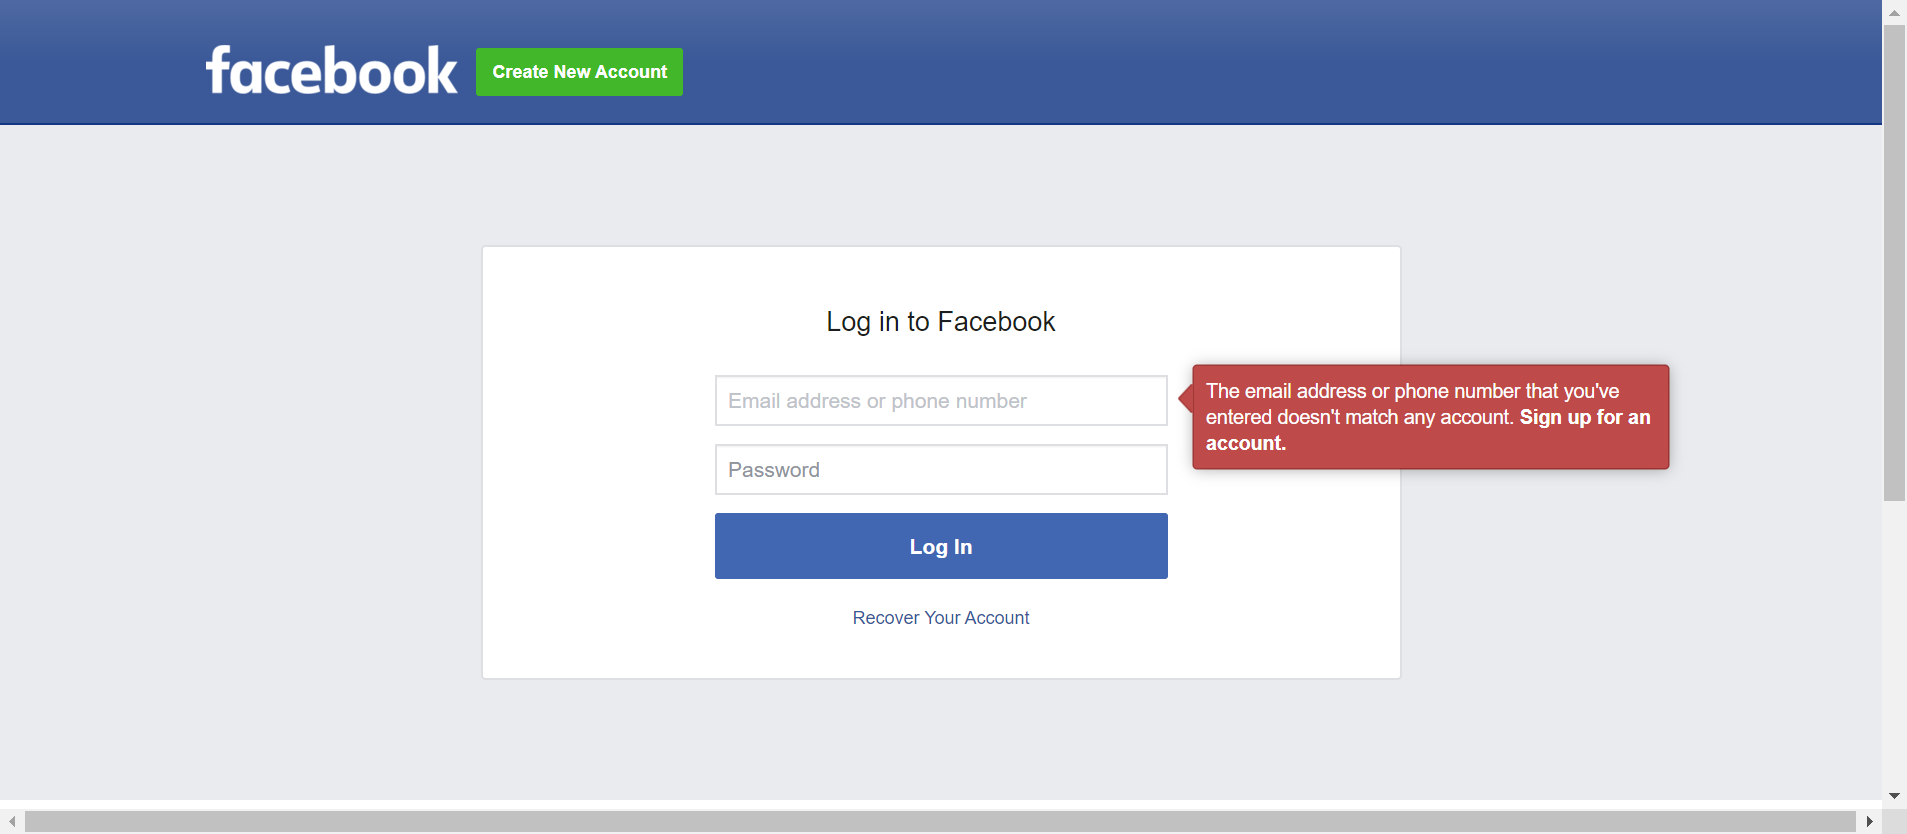 facebook
Create New Account
Log in to Facebook
Email address or phone number
The email address or phone number that you've
entered doesn't match any account. Sign up for an
account.
Password
Log In
Recover Your Account